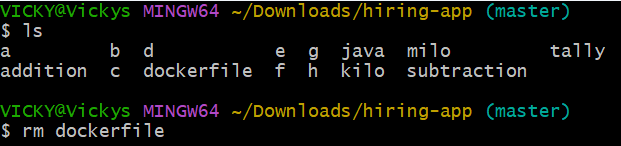 VICKY@Vickys MINGW64 ~/Downloads/hiring-app (master)
$ ls
a         b  d           e  g  java  milo         tally
addition  c  dockerfile  f  h  kilo  subtraction
VICKY@Vickys MINGW64 ~/Downloads/hiring-app (master)
$ rm dockerfile